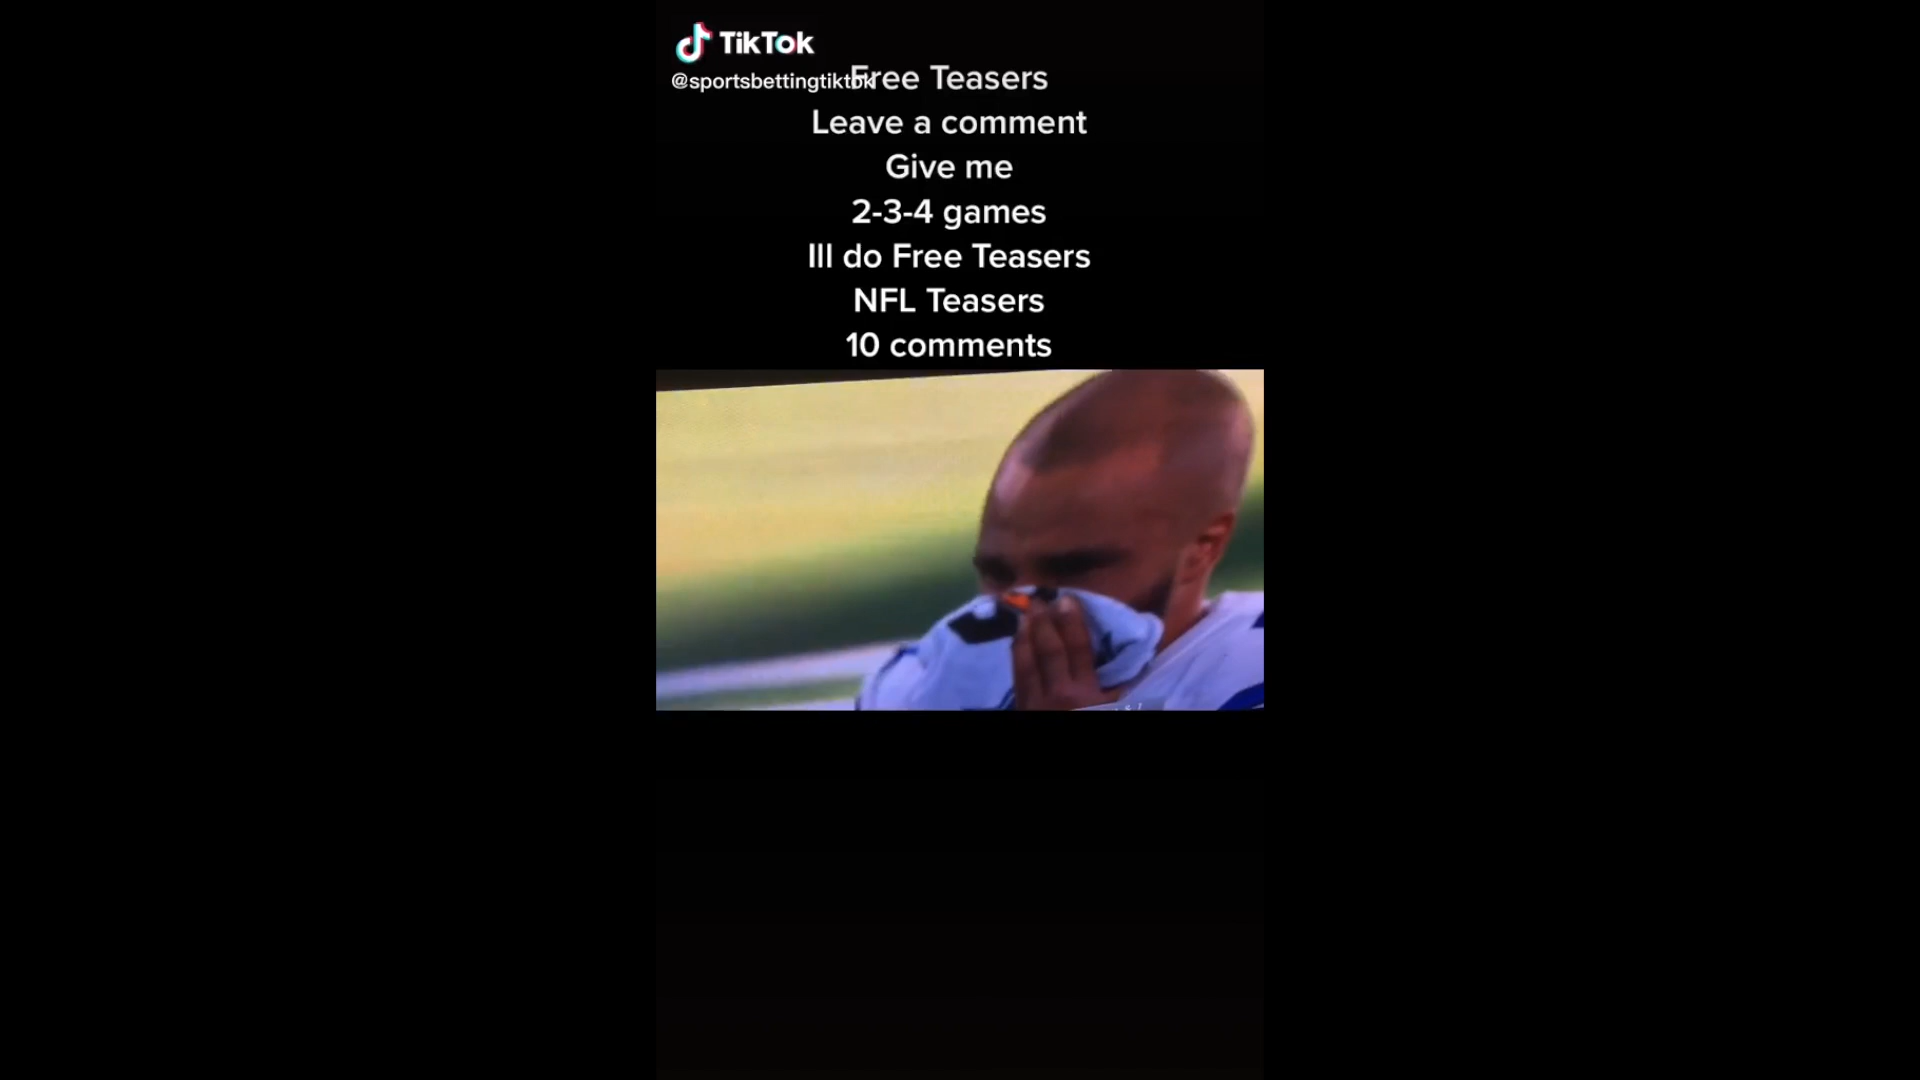 TikTok
@sportsbettingtiktok
Free Teasers
Leave a comment
Give me
2-3-4 games
Ill do Free Teasers
NFL Teasers
10 comments